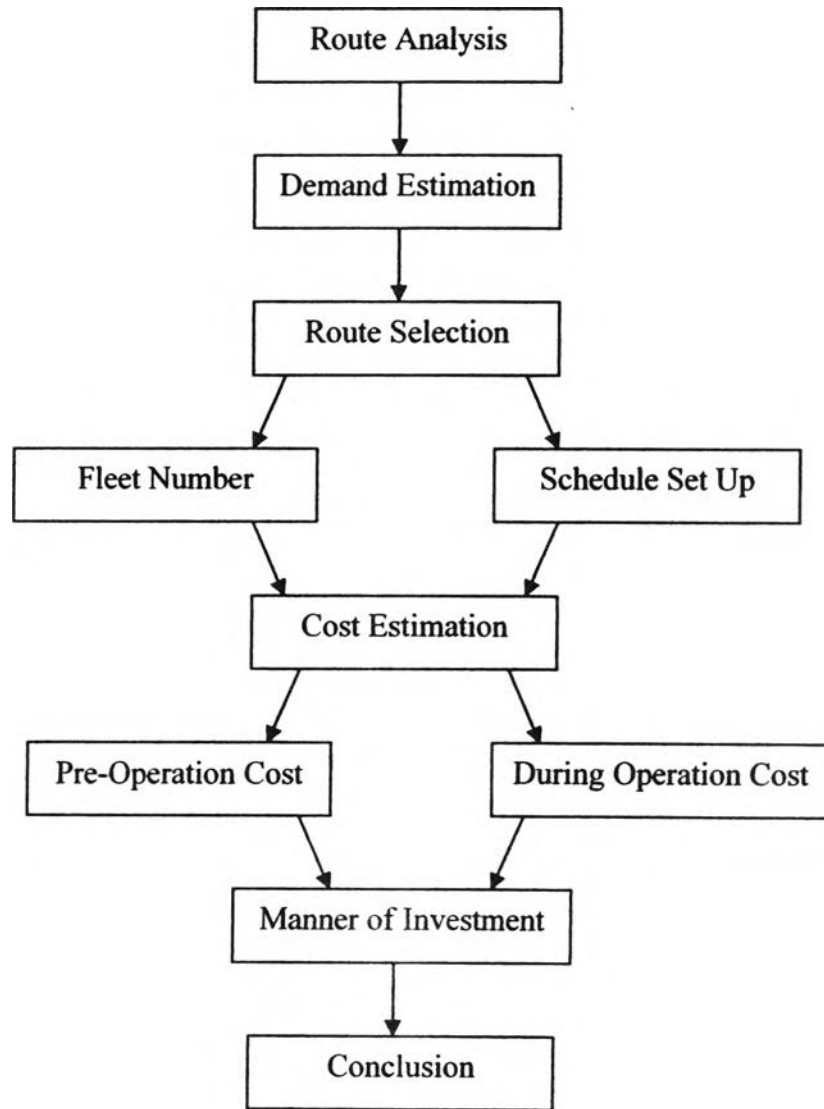 Route Analysis
Demand Estimation
Route Selection
Fleet Number
Schedule Set Up
Cost Estimation
Pre-Operation Cost
During Operation Cost
Manner of Investment
Conclusion